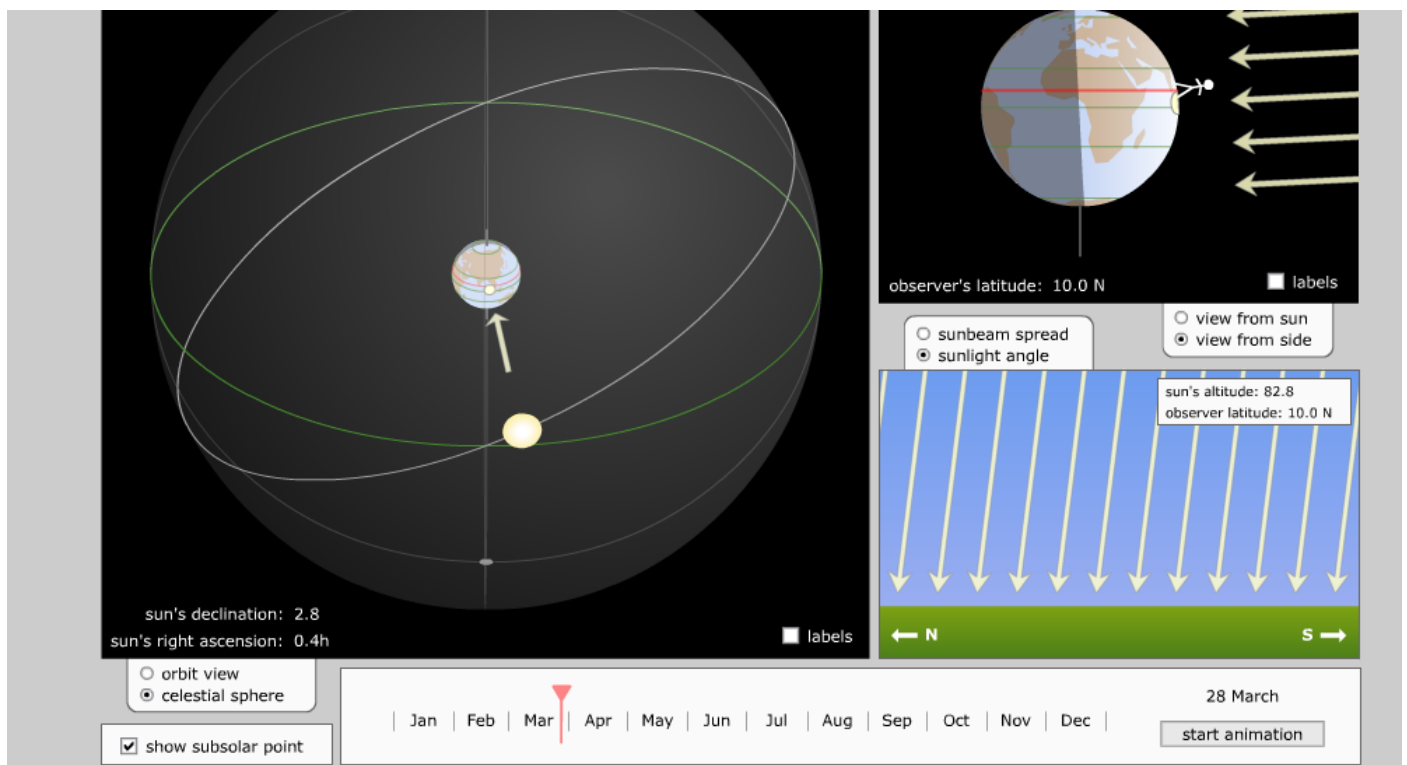 sun's declination: 2.8
sun's right ascension: 0.4h
labels
orbit view
celestial sphere
show subsolar point
observer's latitude: 10.0 N
labels
view from sun
view from side
sunbeam spread
sunlight angle
sun's altitude: 82.8
observer latitude: 10.0 N
N
S
Jan Feb Mar Apr May Jun Jul Aug Sep Oct Nov Dec
28 March
start animation